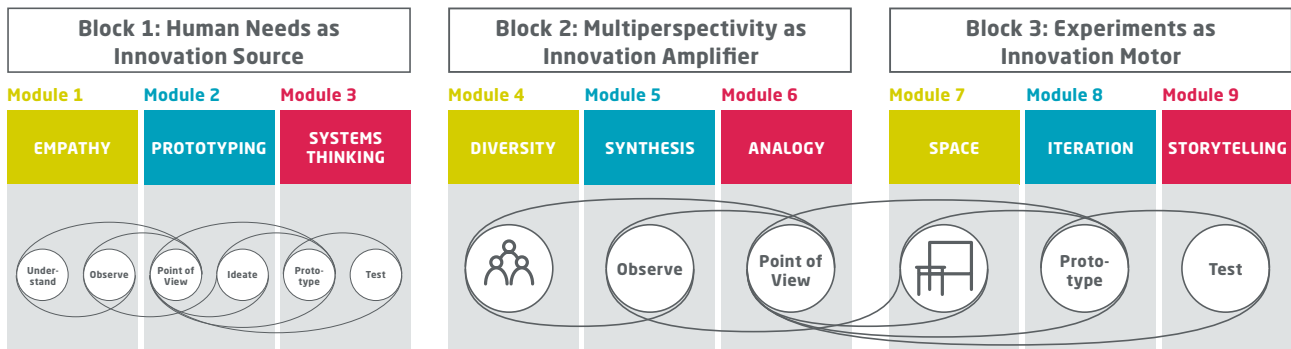 Block 1: Human Needs as
Innovation Source
Block 2: Multiperspectivity as
Innovation Amplifier
Block 3: Experiments as
Innovation Motor
Module 1
Module 2
Module 3
Module 4
Module 5
Module 6
Module 7
Module 8
Module 9
EMPATHY
PROTOTYPING
SYSTEMS
THINKING
DIVERSITY
SYNTHESIS
ANALOGY
SPACE
ITERATION
STORYTELLING
Under-
stand
Observe
Point of
View
Ideate
Proto-
type
Test
Observe
Point of
View
Proto-
type
Test